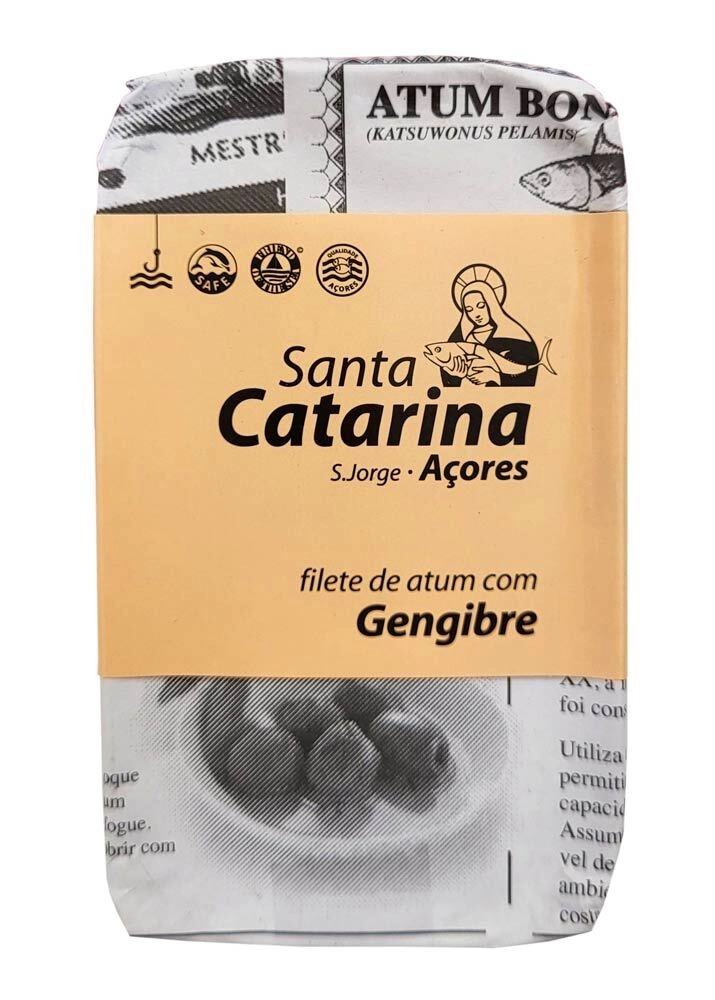 MESTR
ATUM BON
(KATSUWONUS PELAMIS)
SAFE
FRIEND
OF THE SEA
©
QUALIDADE
AÇORES
Santa
Catarina
S.Jorge · Açores
filete de atum com
Gengibre
XX, a
foi cons
Utiliza
permiti
capacid
Assum
vel de
ambi
oque
um
fogue.
brir com